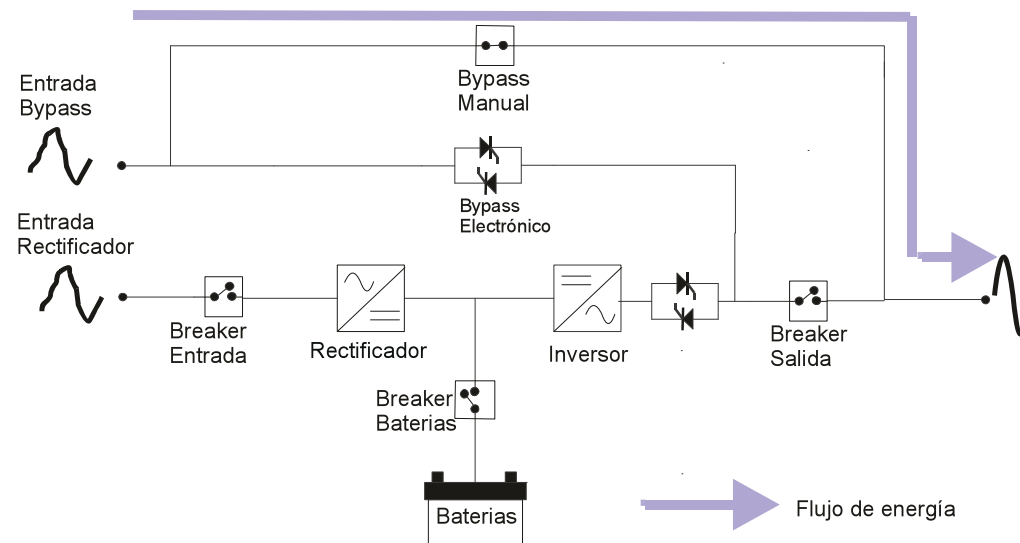 Entrada
Bypass
Bypass
Manual
Bypass
Electrónico
Entrada
Rectificador
Breaker
Entrada
Rectificador
Inversor
Breaker
Salida
Breaker
Baterias
Baterias
Flujo de energía